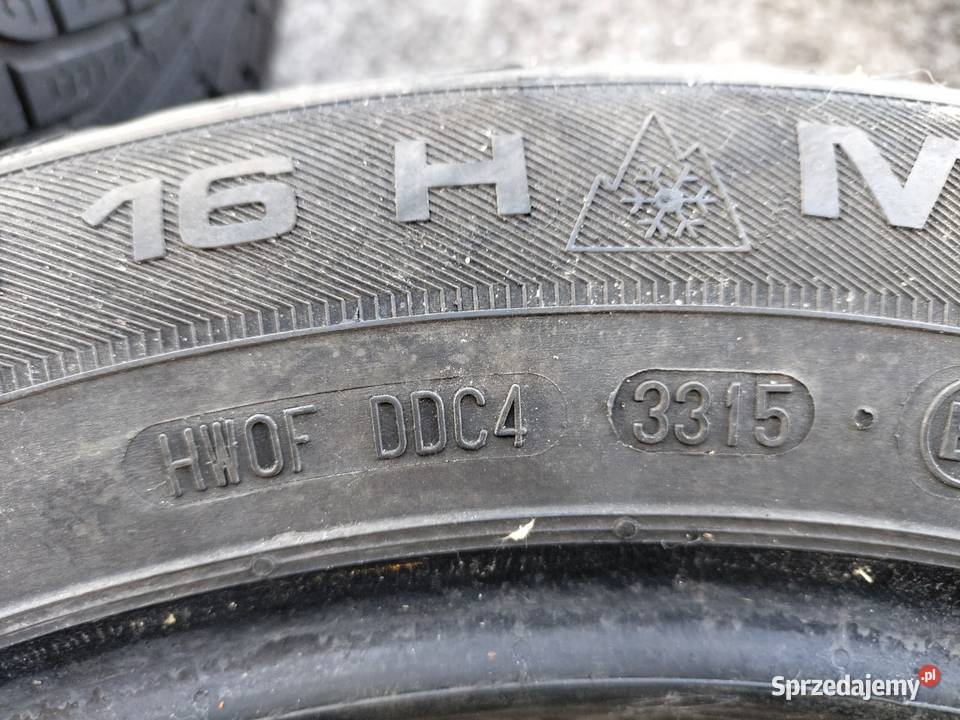 16 H M
HW0F DDC4 3315
Sprzedajemy.pl